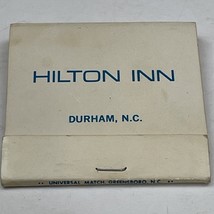 HILTON INN
DURHAM, N.C.
UNIVERSAL MATCH GREENSBORO N.C.